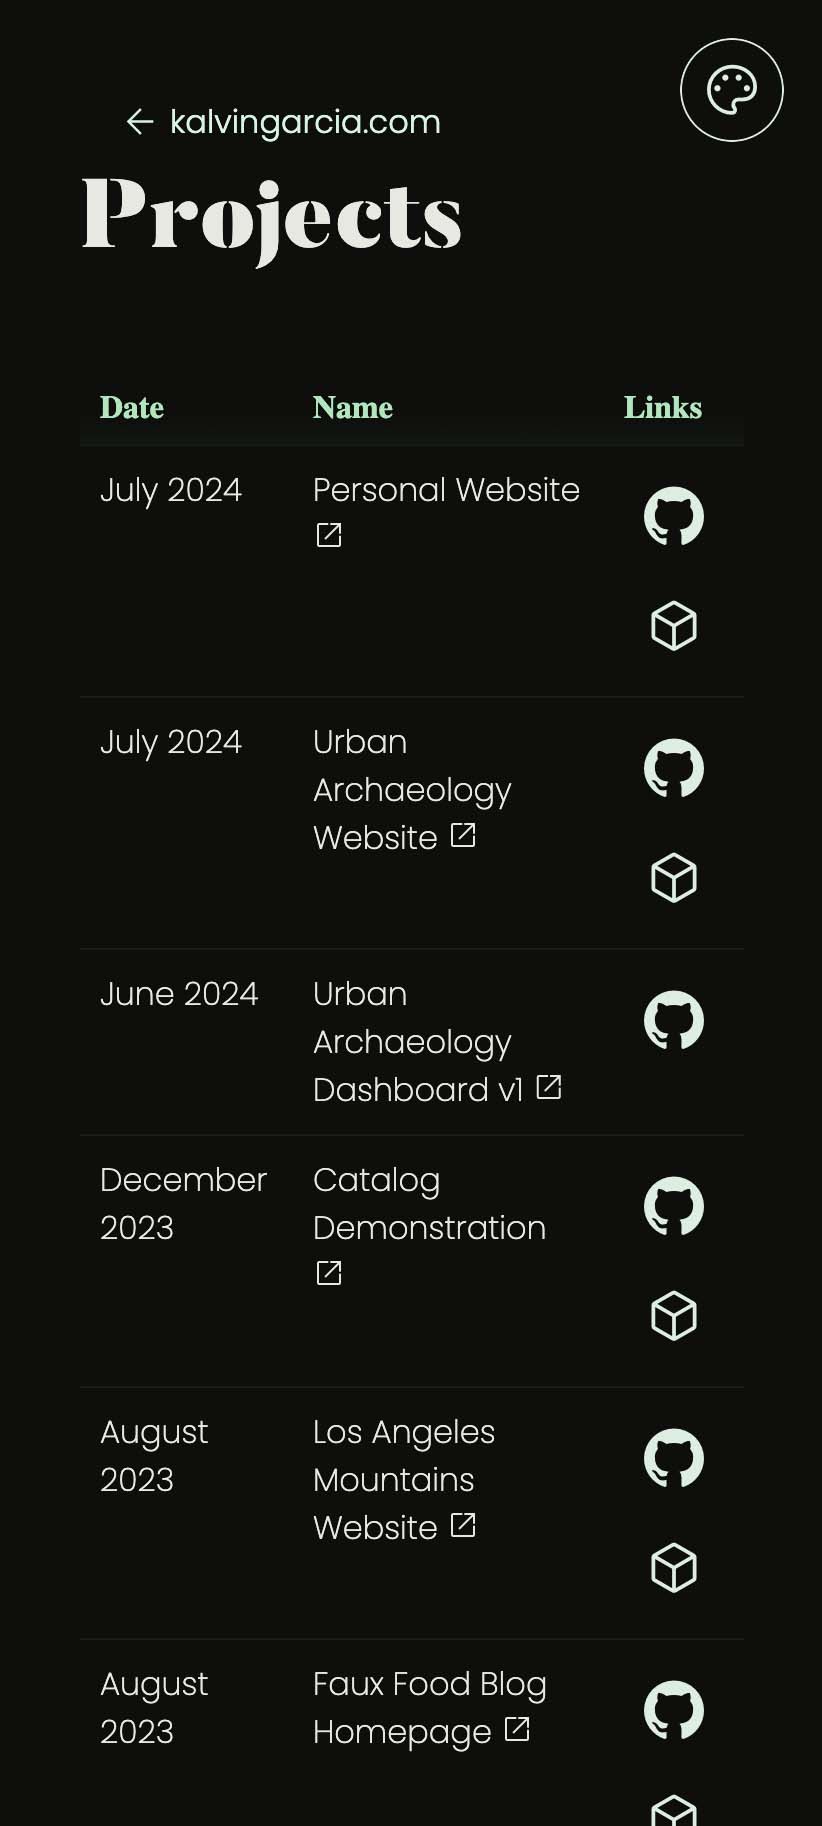 kalvingarcia.com
Projects
Date Name Links
July 2024 Personal Website
July 2024 Urban
Archaeology
Website
June 2024 Urban
Archaeology
Dashboard v1
December Catalog
2023 Demonstration
August Los Angeles
2023 Mountains
Website
August Faux Food Blog
2023 Homepage